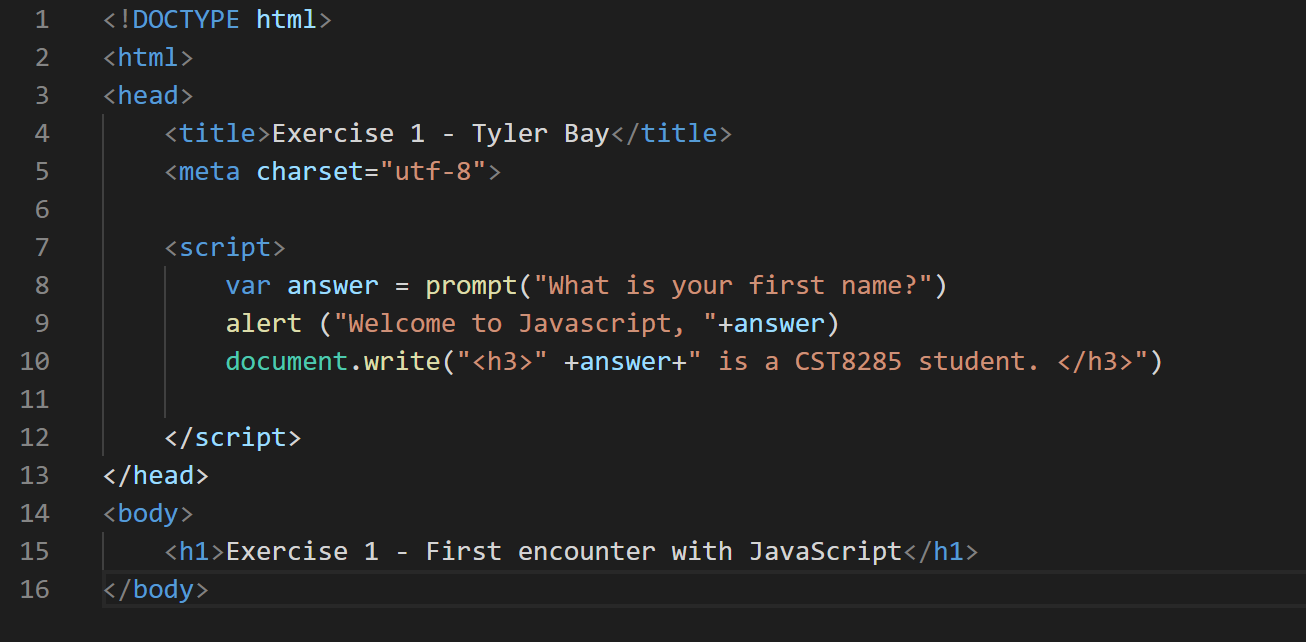 1 <!DOCTYPE html>
2 <html>
3 <head>
4     <title>Exercise 1 - Tyler Bay</title>
5     <meta charset="utf-8">
6
7     <script>
8         var answer = prompt("What is your first name?")
9         alert ("Welcome to Javascript, "+answer)
10         document.write("<h3>" +answer+" is a CST8285 student. </h3>")
11
12     </script>
13 </head>
14 <body>
15     <h1>Exercise 1 - First encounter with JavaScript</h1>
16 </body>